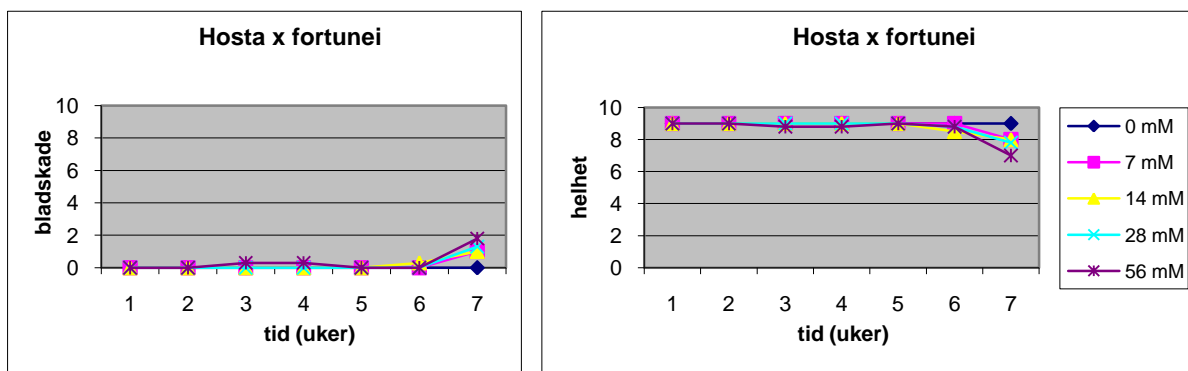 Hosta x fortunei
bladskade
10
8
6
4
2
0
1 2 3 4 5 6 7
tid (uker)
Hosta x fortunei
helhet
10
8
6
4
2
0
1 2 3 4 5 6 7
tid (uker)
0 mM
7 mM
14 mM
28 mM
56 mM